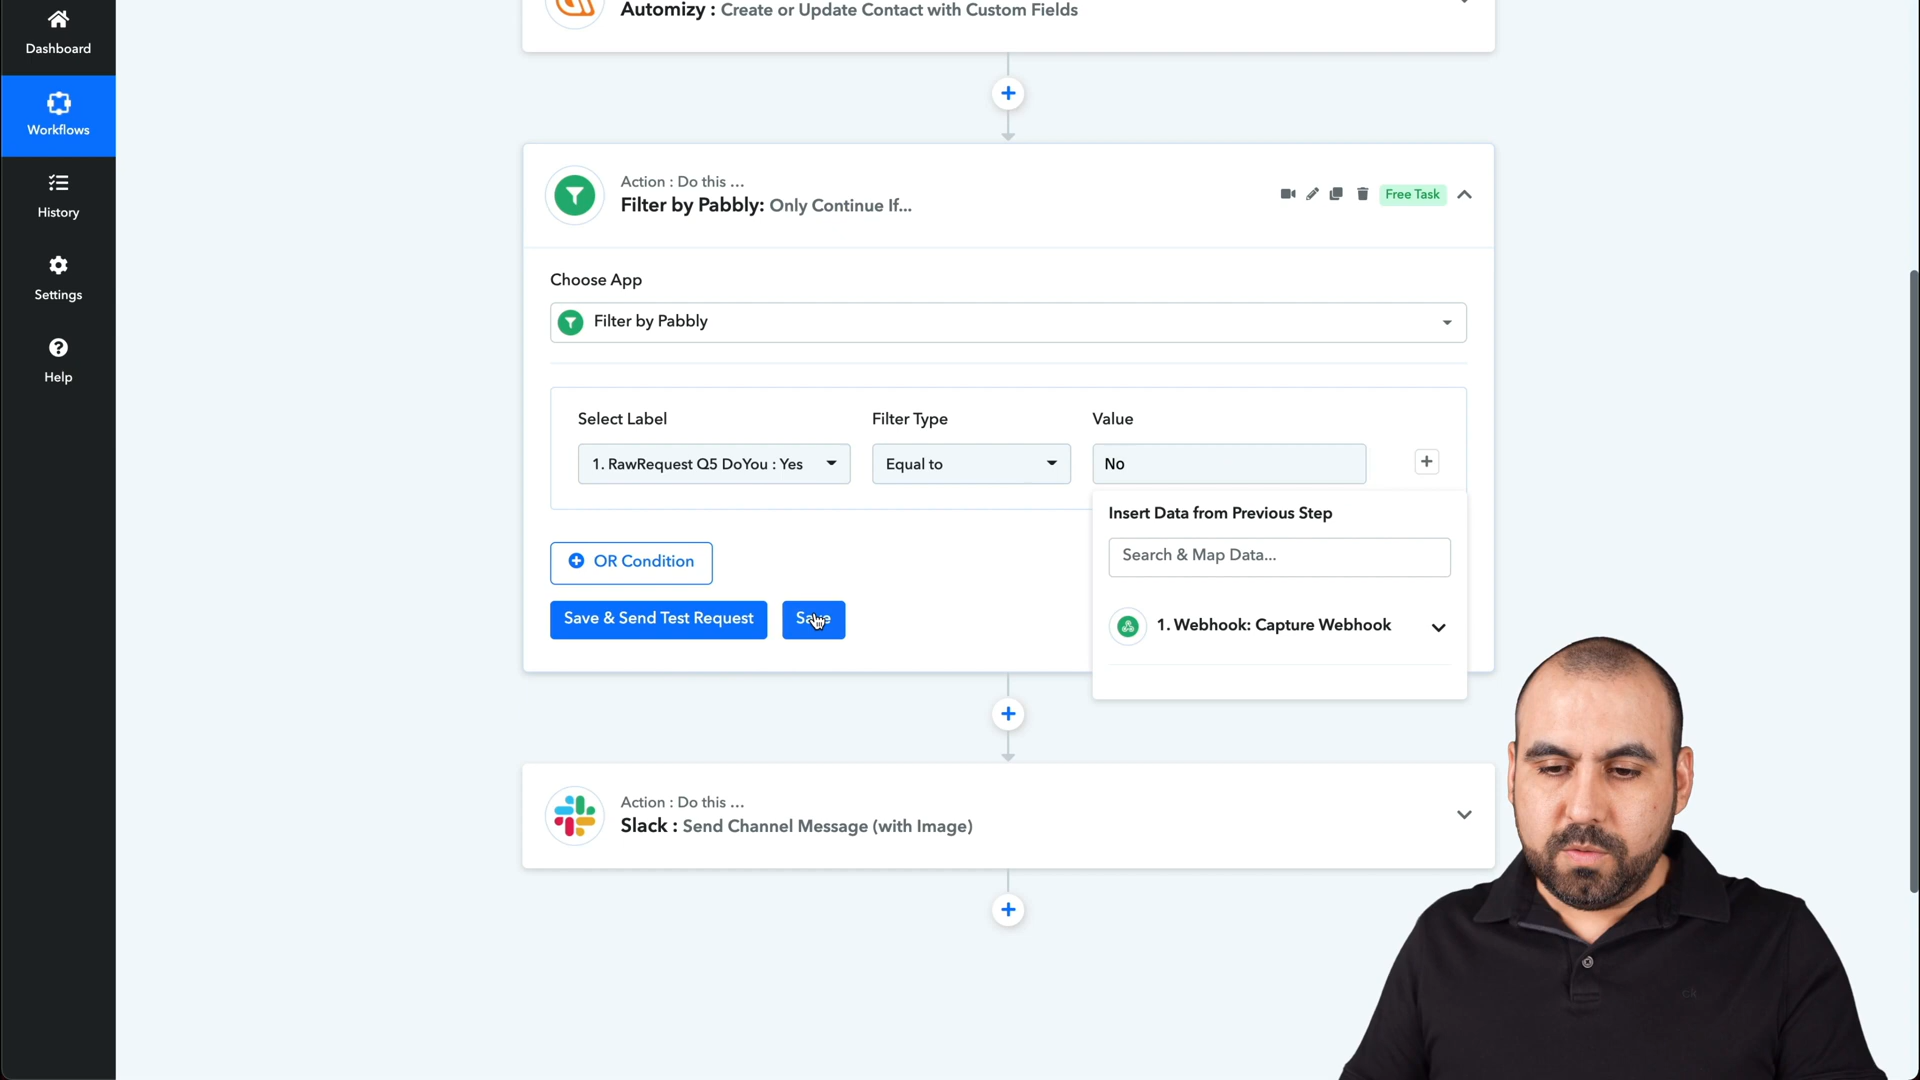 Automizy : Create or Update Contact with Custom Fields
Dashboard
Workflows
History
Settings
Help
Action : Do this ...
Filter by Pabbly: Only Continue If...
Free Task
Choose App
Filter by Pabbly
Select Label
Filter Type
Value
1. RawRequest Q5 DoYou : Yes
Equal to
No
Insert Data from Previous Step
Search & Map Data...
OR Condition
Save & Send Test Request
Save
1. Webhook: Capture Webhook
Action : Do this ...
Slack : Send Channel Message (with Image)
ck